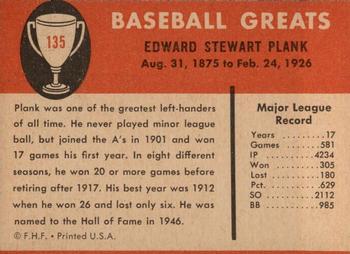 135
BASEBALL GREATS
EDWARD STEWART PLANK
Aug. 31, 1875 to Feb. 24, 1926
Plank was one of the greatest left-handers
of all time. He never played minor league
ball, but joined the A's in 1901 and won
17 games his first year. In eight different
seasons, he won 20 or more games before
retiring after 1917. His best year was 1912
when he won 26 and lost only six. He was
named to the Hall of Fame in 1946.
© F.H.F. • Printed U.S.A.
Major League
Record
Years .......... 17
Games ........ 581
IP ............ 4234
Won .......... 305
Lost .......... 180
Pct. .......... .629
SO .......... 2112
BB ............ 985